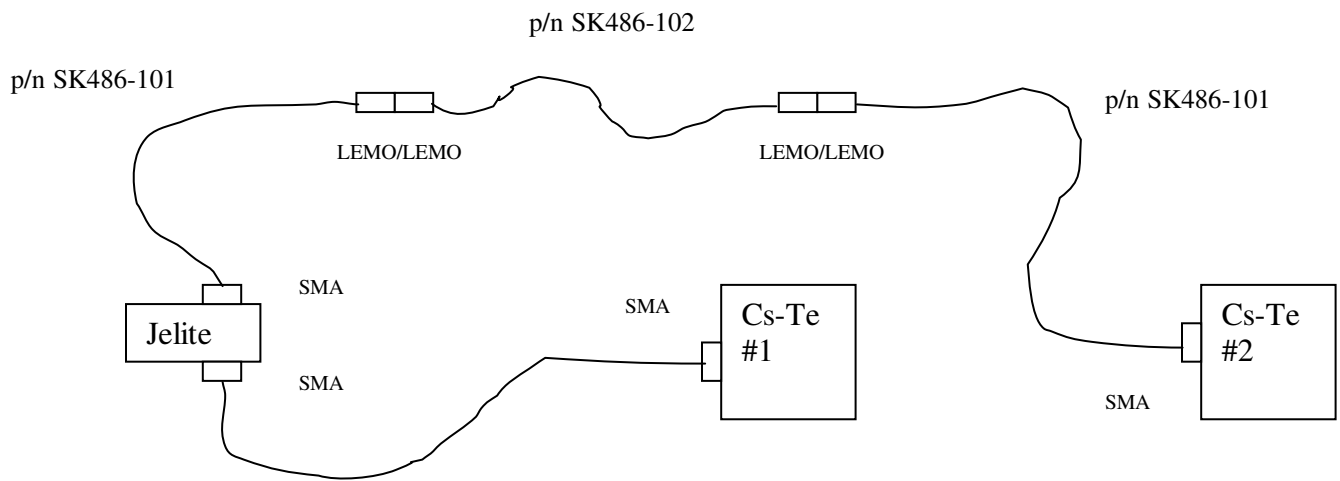 p/n SK486-102
p/n SK486-101
p/n SK486-101
LEMO/LEMO
LEMO/LEMO
SMA
SMA
Jelite
Cs-Te
#1
Cs-Te
#2
SMA
SMA